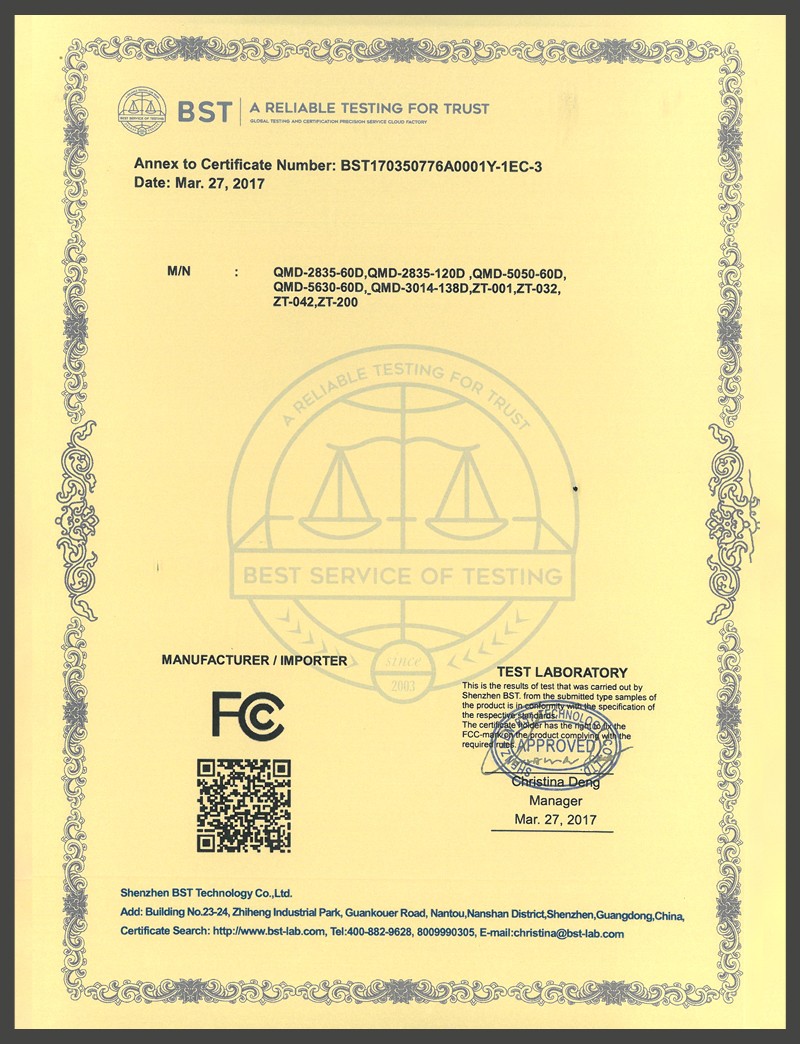 BST
A RELIABLE TESTING FOR TRUST
GLOBAL TESTING AND CERTIFICATION PRECISION SERVICE CLOUD FACTORY
BEST SERVICE OF TESTING
Annex to Certificate Number: BST170350776A0001Y-1EC-3
Date: Mar. 27, 2017
M/N : QMD-2835-60D,QMD-2835-120D ,QMD-5050-60D,
QMD-5630-60D,_QMD-3014-138D,ZT-001,ZT-032,
ZT-042,ZT-200
A RELIABLE TESTING FOR TRUST
BEST SERVICE OF TESTING
since
2003
MANUFACTURER / IMPORTER
FC
TEST LABORATORY
This is the results of test that was carried out by
Shenzhen BST. from the submitted type samples of
the product is in conformity with the specification of
the respective standards.
The certificate holder has the right to fix the
FCC-mark on the product complying with the
required rules.
APPROVED
Christina Deng
Manager
Mar. 27, 2017
Shenzhen BST Technology Co.,Ltd.
Add: Building No.23-24, Zhiheng Industrial Park, Guankouer Road, Nantou,Nanshan District,Shenzhen,Guangdong,China,
Certificate Search: http://www.bst-lab.com, Tel:400-882-9628, 8009990305, E-mail:christina@bst-lab.com